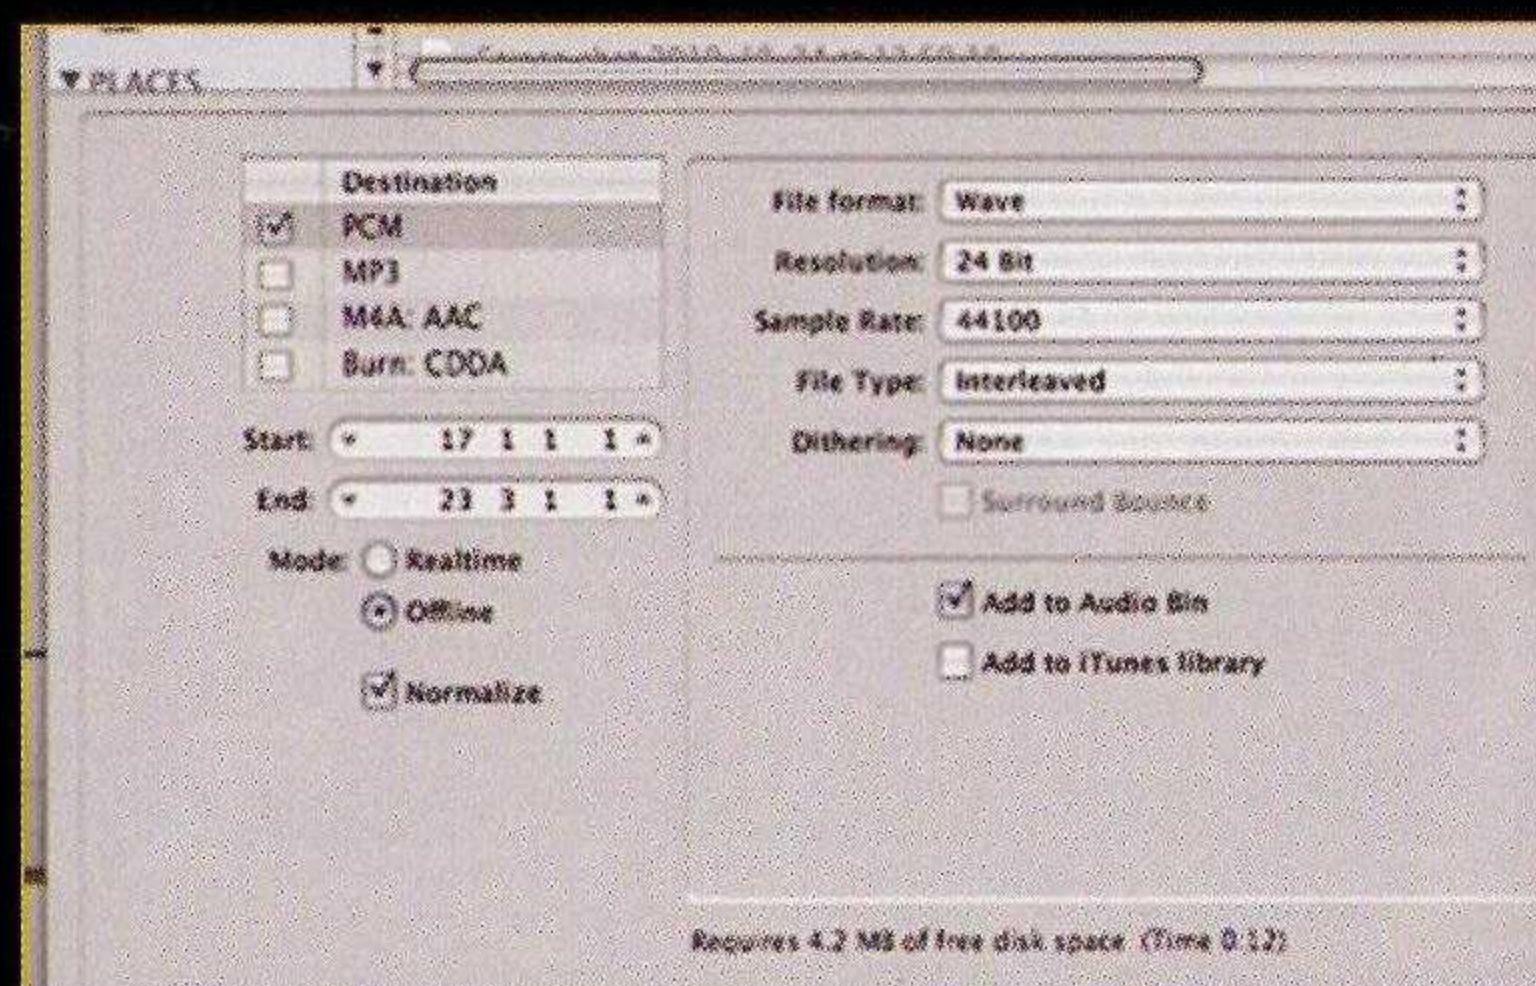 PLACES
Destination
PCM
MP3
M4A: AAC
Burn: CDDA
Start: 17 1 1 1
End: 23 3 1 1
Mode: Realtime
Offline
Normalize
File format: Wave
Resolution: 24 Bit
Sample Rate: 44100
File Type: Interleaved
Dithering: None
Surround Bounce
Add to Audio Bin
Add to iTunes library
Requires 4.2 MB of free disk space (Time 0:12)